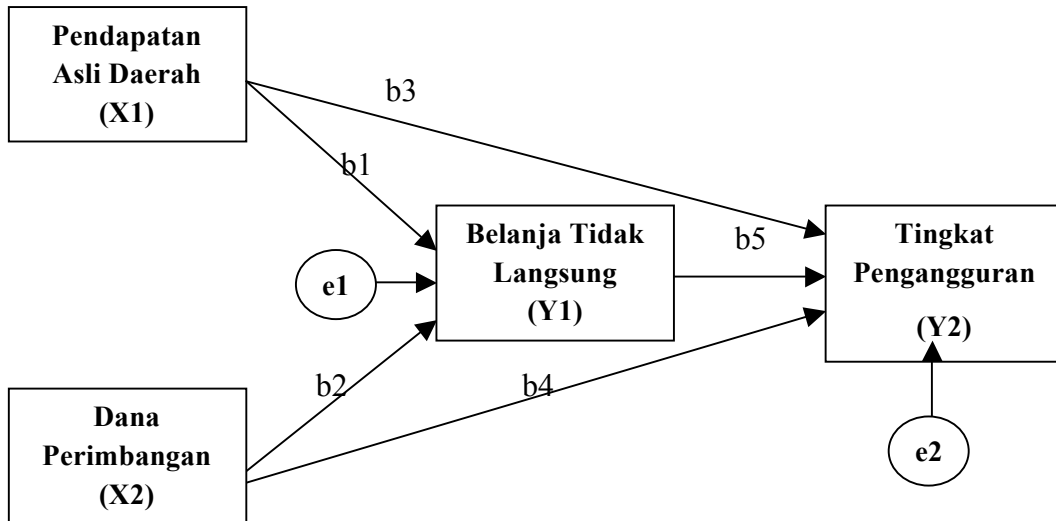 Pendapatan
Asli Daerah
(X1)
b3
b1
Belanja Tidak
Langsung
(Y1)
b5
Tingkat
Pengangguran
(Y2)
e1
b2
b4
Dana
Perimbangan
(X2)
e2